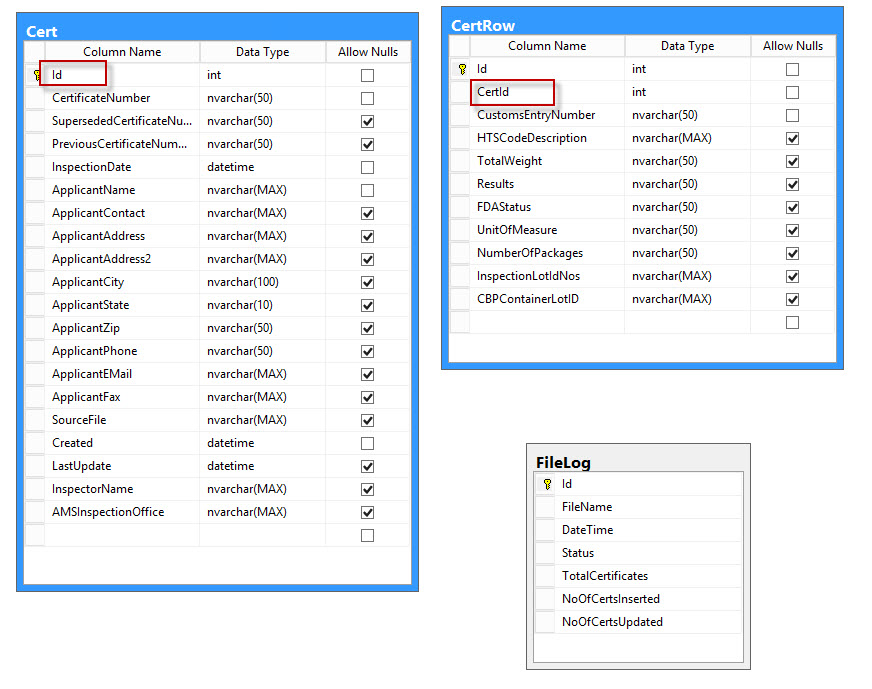 Cert
Column Name Data Type Allow Nulls
Id int
CertificateNumber nvarchar(50)
SupersededCertificateNu... nvarchar(50)
PreviousCertificateNum... nvarchar(50)
InspectionDate datetime
ApplicantName nvarchar(MAX)
ApplicantContact nvarchar(MAX)
ApplicantAddress nvarchar(MAX)
ApplicantAddress2 nvarchar(MAX)
ApplicantCity nvarchar(100)
ApplicantState nvarchar(10)
ApplicantZip nvarchar(50)
ApplicantPhone nvarchar(50)
ApplicantEMail nvarchar(MAX)
ApplicantFax nvarchar(MAX)
SourceFile nvarchar(MAX)
Created datetime
LastUpdate datetime
InspectorName nvarchar(MAX)
AMSInspectionOffice nvarchar(MAX)
CertRow
Column Name Data Type Allow Nulls
Id int
CertId int
CustomsEntryNumber nvarchar(50)
HTSCodeDescription nvarchar(MAX)
TotalWeight nvarchar(50)
Results nvarchar(50)
FDAStatus nvarchar(50)
UnitOfMeasure nvarchar(50)
NumberOfPackages nvarchar(50)
InspectionLotIdNos nvarchar(MAX)
CBPContainerLotID nvarchar(MAX)
FileLog
Id
FileName
DateTime
Status
TotalCertificates
NoOfCertsInserted
NoOfCertsUpdated